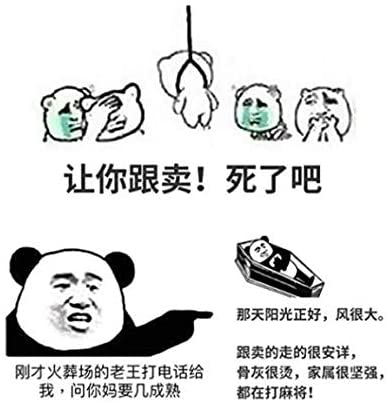 让你跟卖！死了吧
那天阳光正好，风很大。
跟卖的走的很安详，
骨灰很烫，家属很坚强，
都在打麻将！
刚才火葬场的老王打电话给
我，问你妈要几成熟